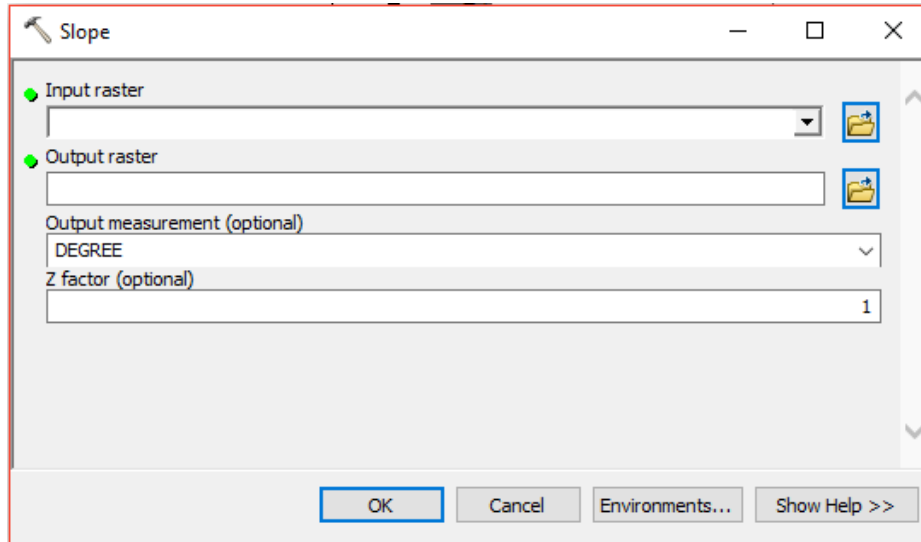 Slope
Input raster
Output raster
Output measurement (optional)
DEGREE
Z factor (optional)
1
OK Cancel Environments... Show Help >>